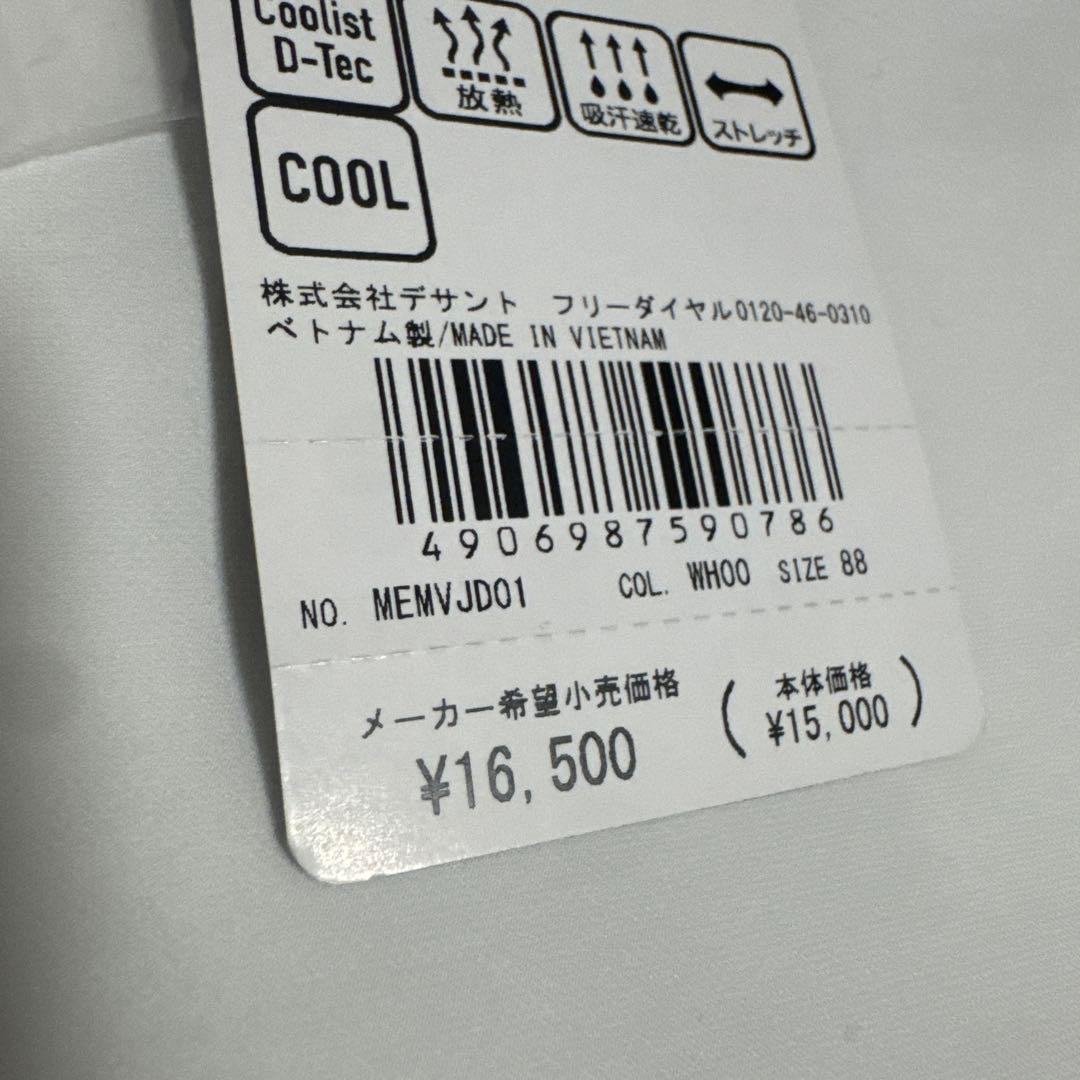 Coolist
D-Tec
放熱
吸汗速乾
ストレッチ
COOL
株式会社デサント フリーダイヤル0120-46-0310
ベトナム製/MADE IN VIETNAM
4906987590786
NO. MEMVJD01 COL. WH00 SIZE 88
メーカー希望小売価格 (本体価格
¥16,500 ¥15,000)